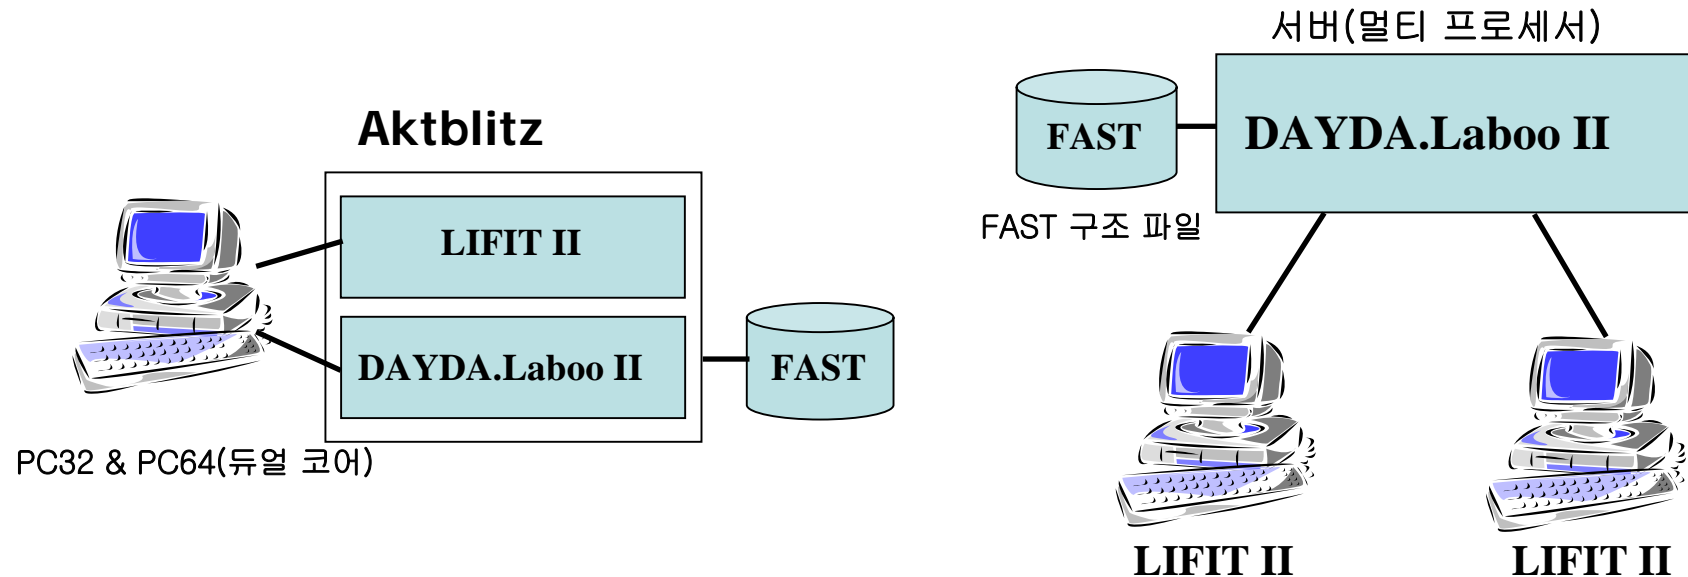 Aktblitz
LIFIT II
DAYDA.Laboo II
FAST
PC32 & PC64(듀얼 코어)
서버(멀티 프로세서)
FAST
DAYDA.Laboo II
FAST 구조 파일
LIFIT II
LIFIT II